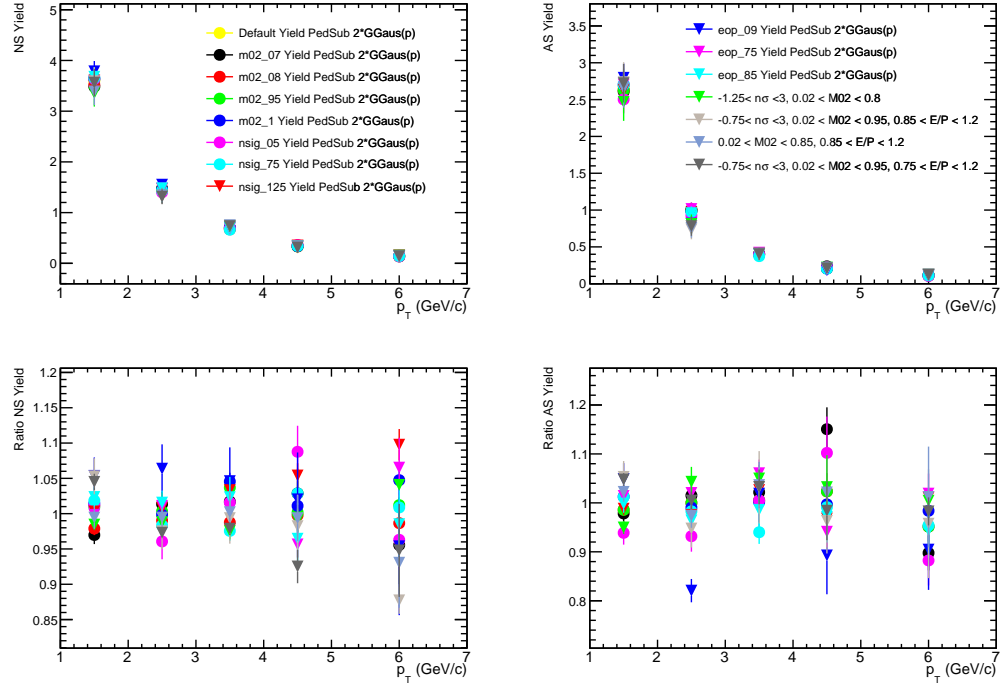 NS Yield
5
4
3
2
1
0
Default Yield PedSub 2*GGaus(p)
m02_07 Yield PedSub 2*GGaus(p)
m02_08 Yield PedSub 2*GGaus(p)
m02_95 Yield PedSub 2*GGaus(p)
m02_1 Yield PedSub 2*GGaus(p)
nsig_05 Yield PedSub 2*GGaus(p)
nsig_75 Yield PedSub 2*GGaus(p)
nsig_125 Yield PedSub 2*GGaus(p)
1 2 3 4 5 6 7
p_T (GeV/c)
AS Yield
3.5
3
2.5
2
1.5
1
0.5
0
eop_09 Yield PedSub 2*GGaus(p)
eop_75 Yield PedSub 2*GGaus(p)
eop_85 Yield PedSub 2*GGaus(p)
-1.25< nσ <3, 0.02 < M02 < 0.8
-0.75< nσ <3, 0.02 < M02 < 0.95, 0.85 < E/P < 1.2
0.02 < M02 < 0.85, 0.85 < E/P < 1.2
-0.75< nσ <3, 0.02 < M02 < 0.95, 0.75 < E/P < 1.2
1 2 3 4 5 6 7
p_T (GeV/c)
Ratio NS Yield
1.2
1.15
1.1
1.05
1
0.95
0.9
0.85
1 2 3 4 5 6 7
p_T (GeV/c)
Ratio AS Yield
1.2
1.1
1
0.9
0.8
1 2 3 4 5 6 7
p_T (GeV/c)